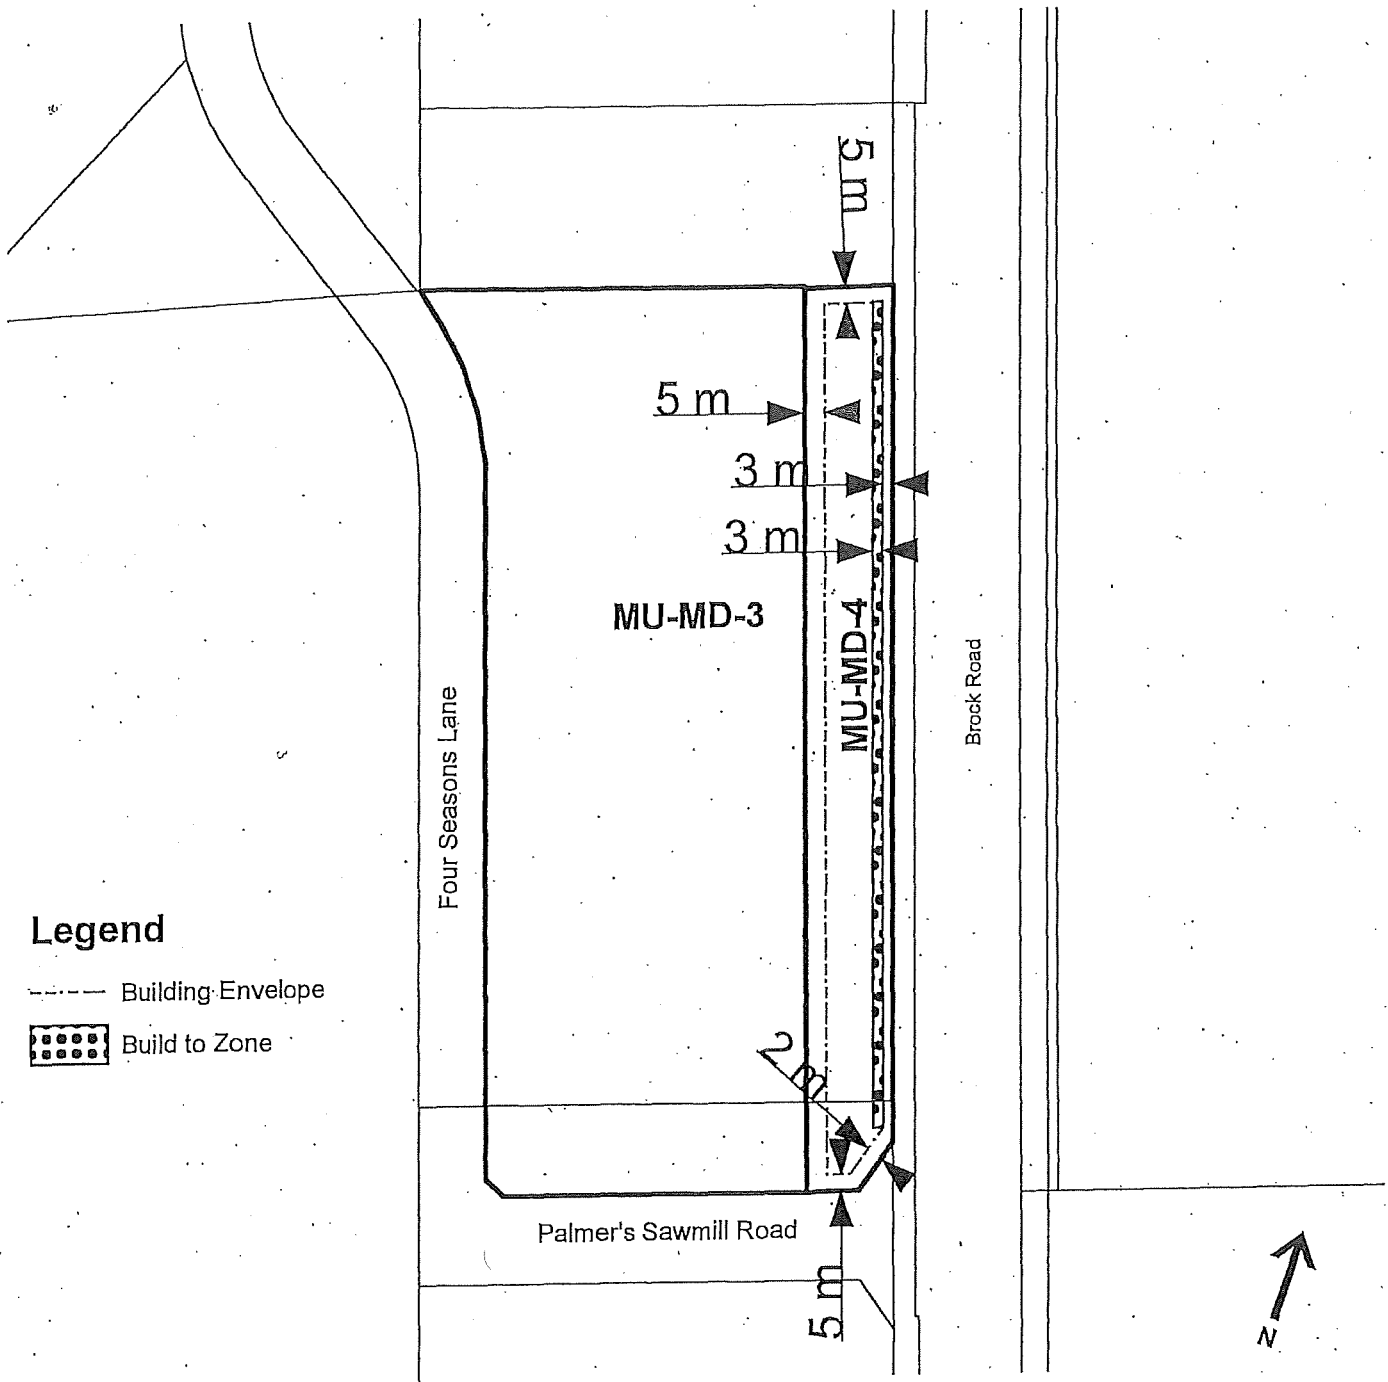 5 m
5 m
3 m
3 m
MU-MD-3
MU-MD-4
Brock Road
Four Seasons Lane
Legend
Building Envelope
Build to Zone
2 m
Palmer's Sawmill Road
5 m
N